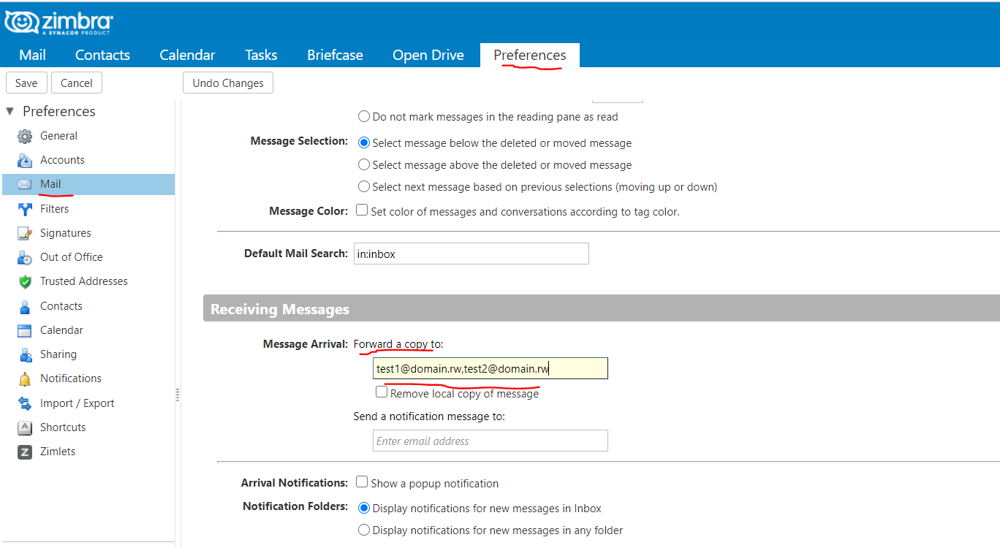 zimbra
A SYNACOR PRODUCT
Mail Contacts Calendar Tasks Briefcase Open Drive Preferences
Save Cancel Undo Changes
Preferences
General
Accounts
Mail
Filters
Signatures
Out of Office
Trusted Addresses
Contacts
Calendar
Sharing
Notifications
Import / Export
Shortcuts
Zimlets
Do not mark messages in the reading pane as read
Message Selection: Select message below the deleted or moved message
Select message above the deleted or moved message
Select next message based on previous selections (moving up or down)
Message Color: Set color of messages and conversations according to tag color.
Default Mail Search: in:inbox
Receiving Messages
Message Arrival: Forward a copy to:
test1@domain.rw,test2@domain.rw
Remove local copy of message
Send a notification message to:
Enter email address
Arrival Notifications: Show a popup notification
Notification Folders: Display notifications for new messages in Inbox
Display notifications for new messages in any folder